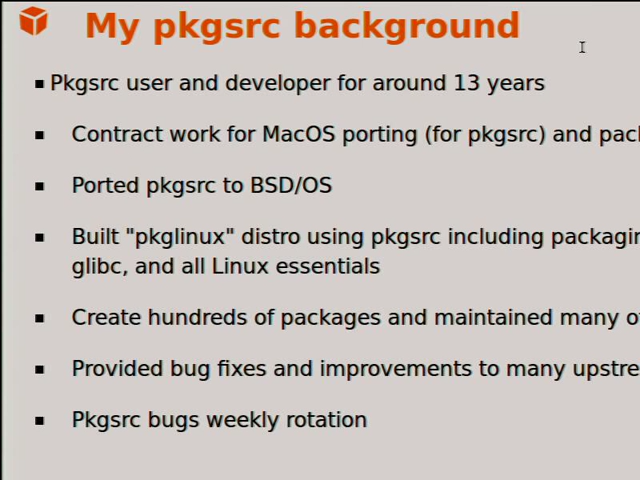 My pkgsrc background
Pkgsrc user and developer for around 13 years
Contract work for MacOS porting (for pkgsrc) and
Ported pkgsrc to BSD/OS
Built "pkglinux" distro using pkgsrc including
glibc, and all Linux essentials
Create hundreds of packages and maintained many
Provided bug fixes and improvements to many
Pkgsrc bugs weekly rotation